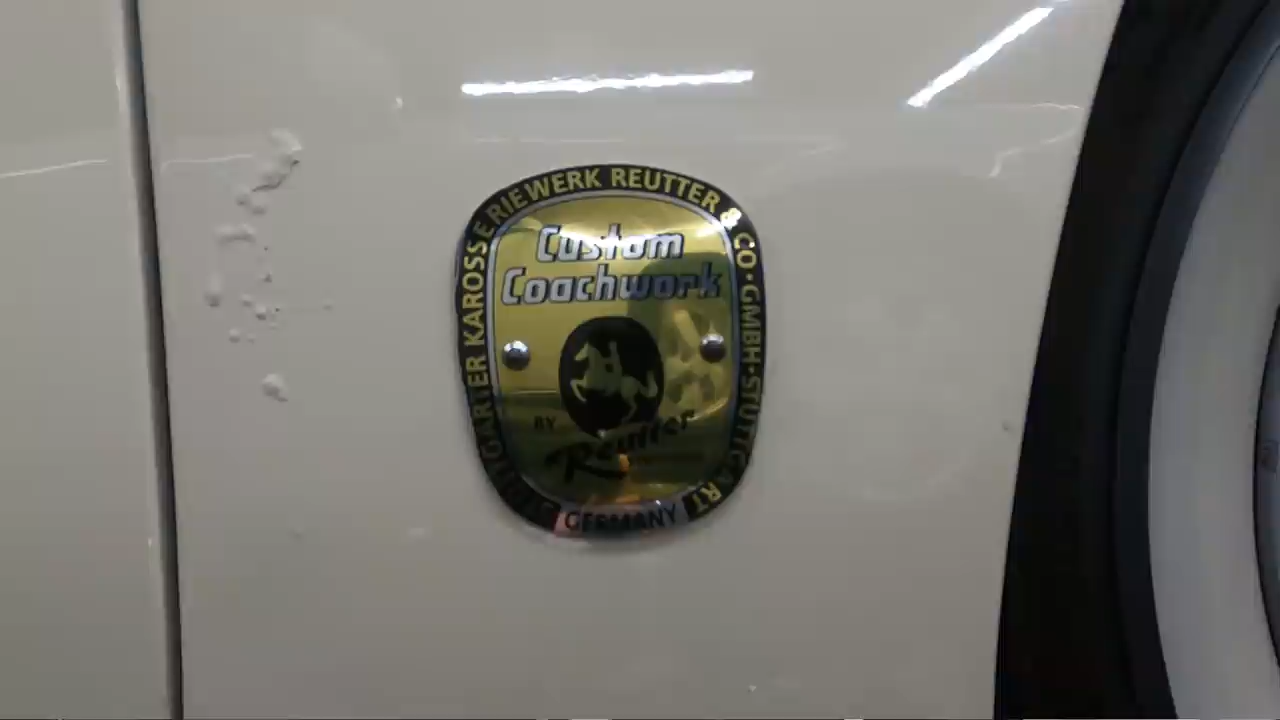 STUTTGARTER KAROSSERIEWERK REUTTER & CO • GMBH • STUTTGART
Custom
Coachwork
BY
Reutter
GERMANY